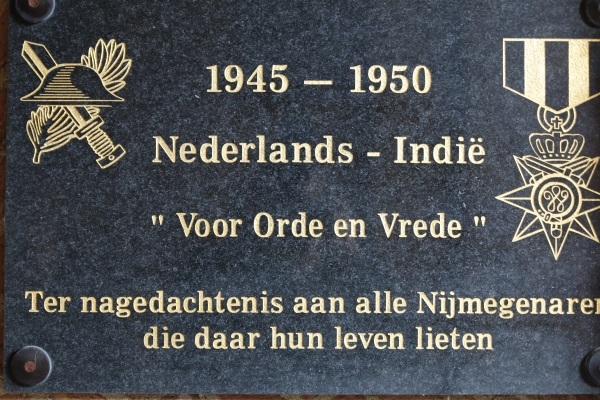 1945 — 1950
Nederlands - Indië
" Voor Orde en Vrede "
Ter nagedachtenis aan alle Nijmegenaren
die daar hun leven lieten